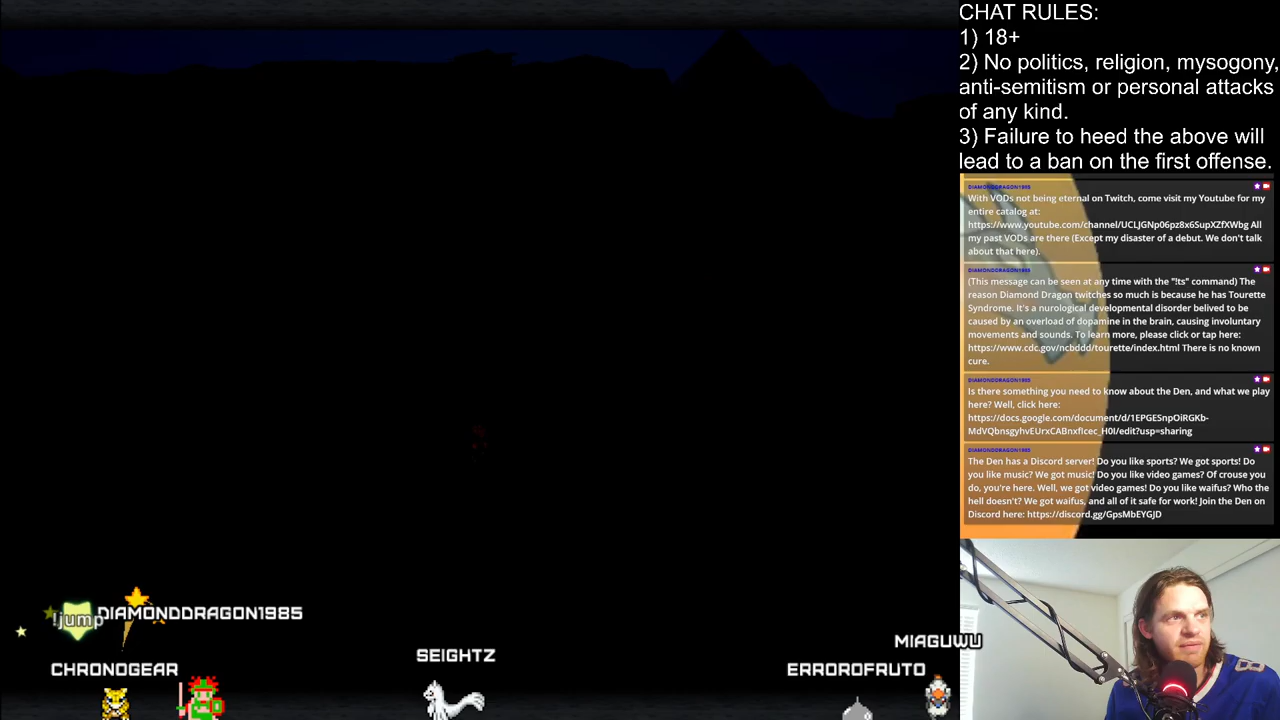 CHAT RULES:
1) 18+
2) No politics, religion, mysogony,
anti-semitism or personal attacks
of any kind.
3) Failure to heed the above will
lead to a ban on the first offense.
DIAMONDDRAGON1985
With VODs not being eternal on Twitch, come visit my Youtube for my
entire catalog at:
https://www.youtube.com/channel/UCLJGNp06pz8x6SupXZfXWbg All
my past VODs are there (Except my disaster of a debut. We don't talk
about that here).
DIAMONDDRAGON1985
(This message can be seen at any time with the "!ts" command) The
reason Diamond Dragon twitches so much is because he has Tourette
Syndrome. It's a nurological developmental disorder belived to be
caused by an overload of dopamine in the brain, causing involuntary
movements and sounds. To learn more, please click or tap here:
https://www.cdc.gov/ncbddd/tourette/index.html There is no known
cure.
DIAMONDDRAGON1985
Is there something you need to know about the Den, and what we play
here? Well, click here:
https://docs.google.com/document/d/1EPGESnpOiRGKb-
MdVQbnsgyhvEUrxCABnxfIcec_H0I/edit?usp=sharing
DIAMONDDRAGON1985
The Den has a Discord server! Do you like sports? We got sports! Do
you like music? We got music! Do you like video games? Of crouse you
do, you're here. Well, we got video games! Do you like waifus? Who the
hell doesn't? We got waifus, and all of it safe for work! Join the Den on
Discord here: https://discord.gg/GpsMbEYGJD
!jump
DIAMONDDRAGON1985
CHRONOGEAR
SEIGHTZ
ERROROFRUTO
MIAGUWU